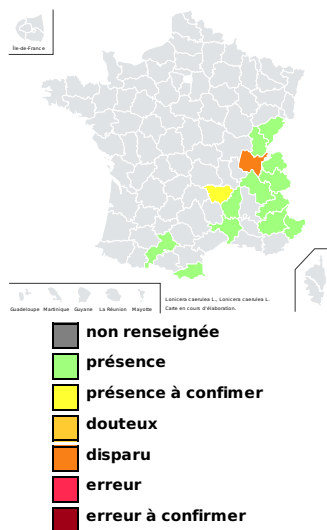 Île-de-France
Guadeloupe Martinique Guyane La Réunion Mayotte
Lonicera caerulea L., Lonicera caerulea L.
Carte en cours d'élaboration.
non renseignée
présence
présence à confimer
douteux
disparu
erreur
erreur à confirmer